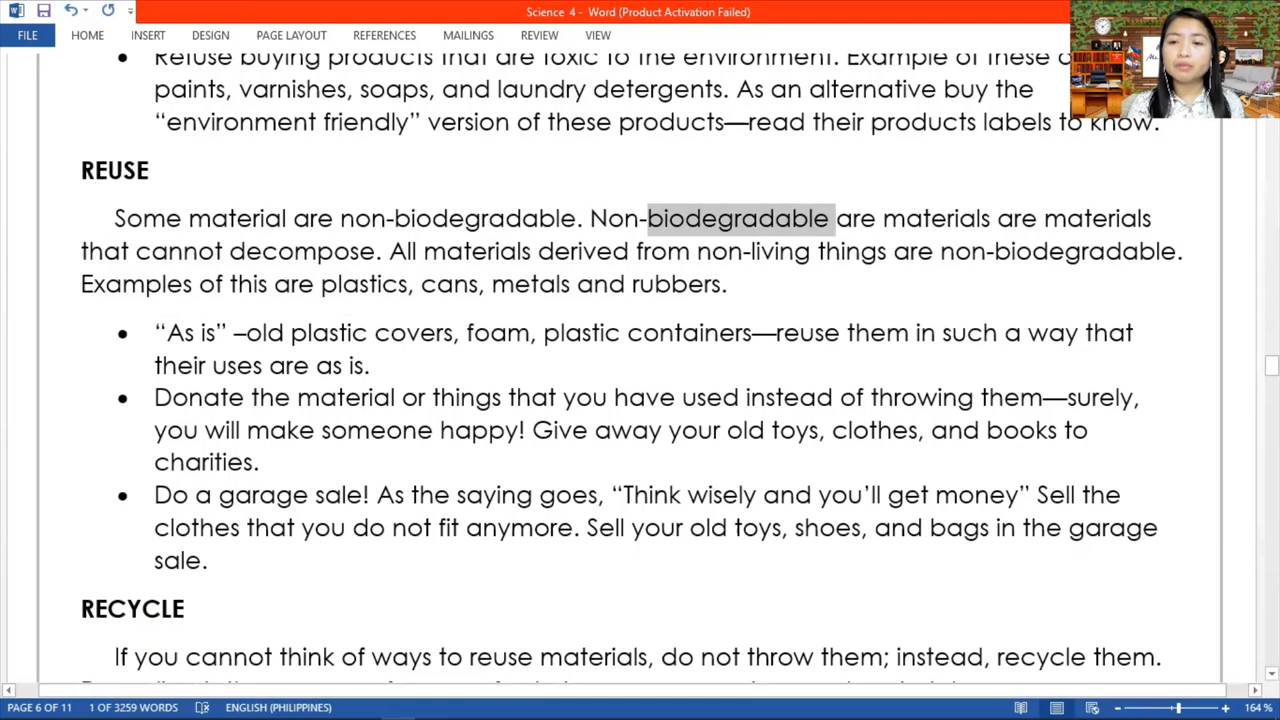 Science 4 - Word (Product Activation Failed)
FILE HOME INSERT DESIGN PAGE LAYOUT REFERENCES MAILINGS REVIEW VIEW
Refuse buying products that are toxic to the environment. Example of these
paints, varnishes, soaps, and laundry detergents. As an alternative buy the
“environment friendly” version of these products—read their products labels to know.
REUSE
Some material are non-biodegradable. Non-biodegradable are materials are materials
that cannot decompose. All materials derived from non-living things are non-biodegradable.
Examples of this are plastics, cans, metals and rubbers.
• “As is” –old plastic covers, foam, plastic containers—reuse them in such a way that
their uses are as is.
• Donate the material or things that you have used instead of throwing them—surely,
you will make someone happy! Give away your old toys, clothes, and books to
charities.
• Do a garage sale! As the saying goes, “Think wisely and you’ll get money” Sell the
clothes that you do not fit anymore. Sell your old toys, shoes, and bags in the garage
sale.
RECYCLE
If you cannot think of ways to reuse materials, do not throw them; instead, recycle them.
PAGE 6 OF 11 1 OF 3259 WORDS ENGLISH (PHILIPPINES) 164 %